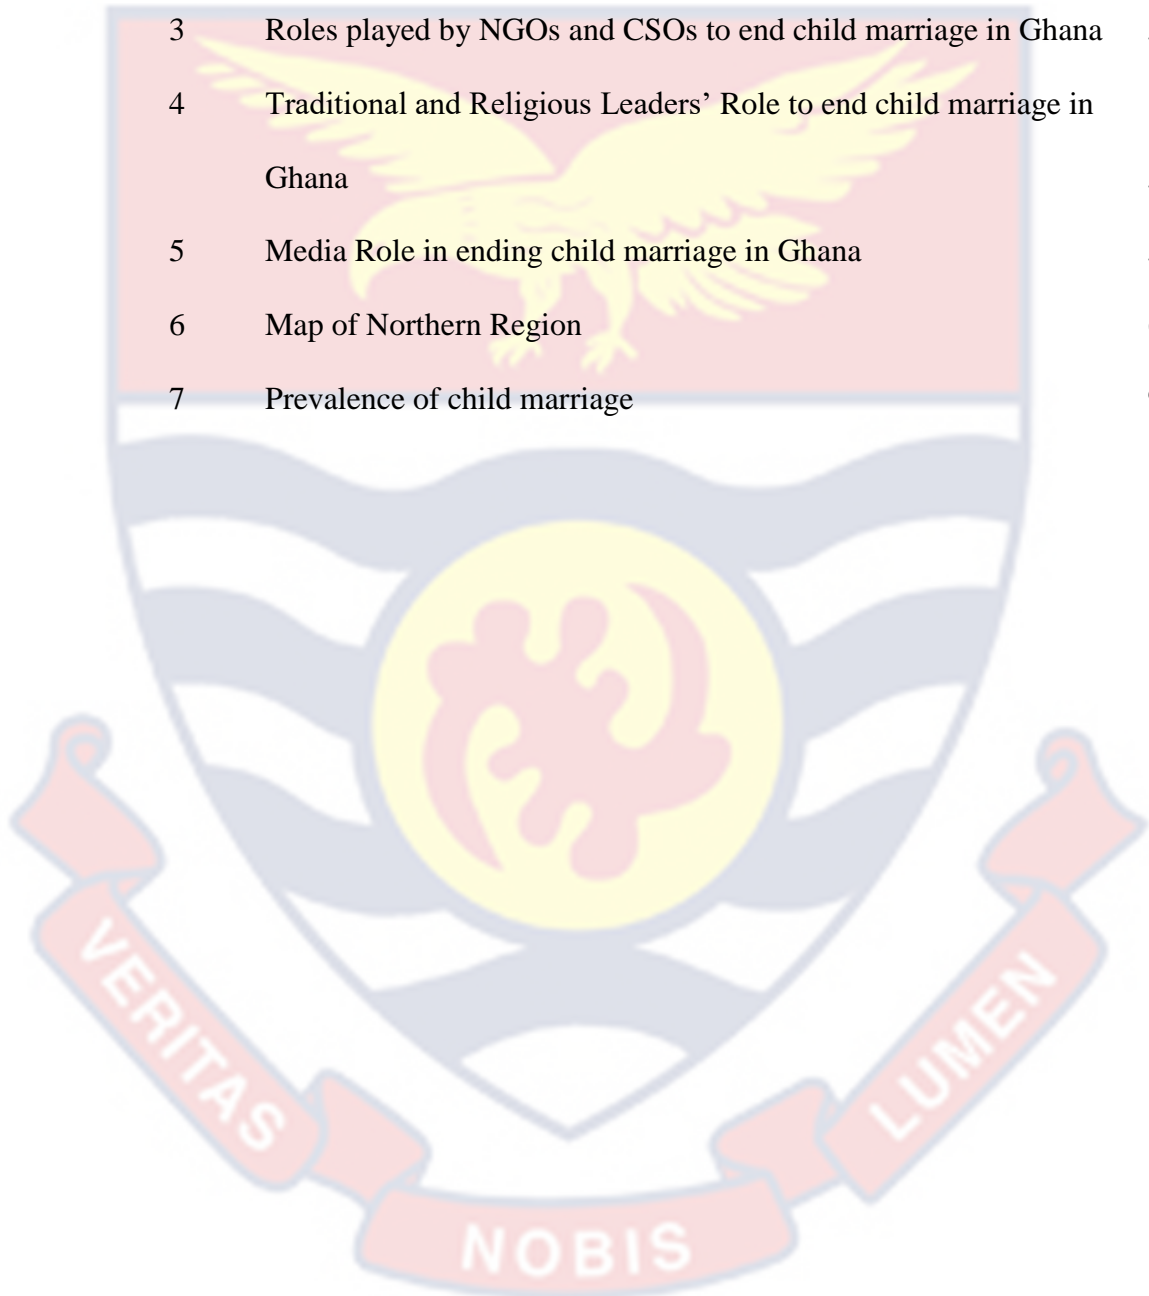 3 Roles played by NGOs and CSOs to end child marriage in Ghana
4 Traditional and Religious Leaders’ Role to end child marriage in
Ghana
5 Media Role in ending child marriage in Ghana
6 Map of Northern Region
7 Prevalence of child marriage
VERITAS
NOBIS
LUMEN